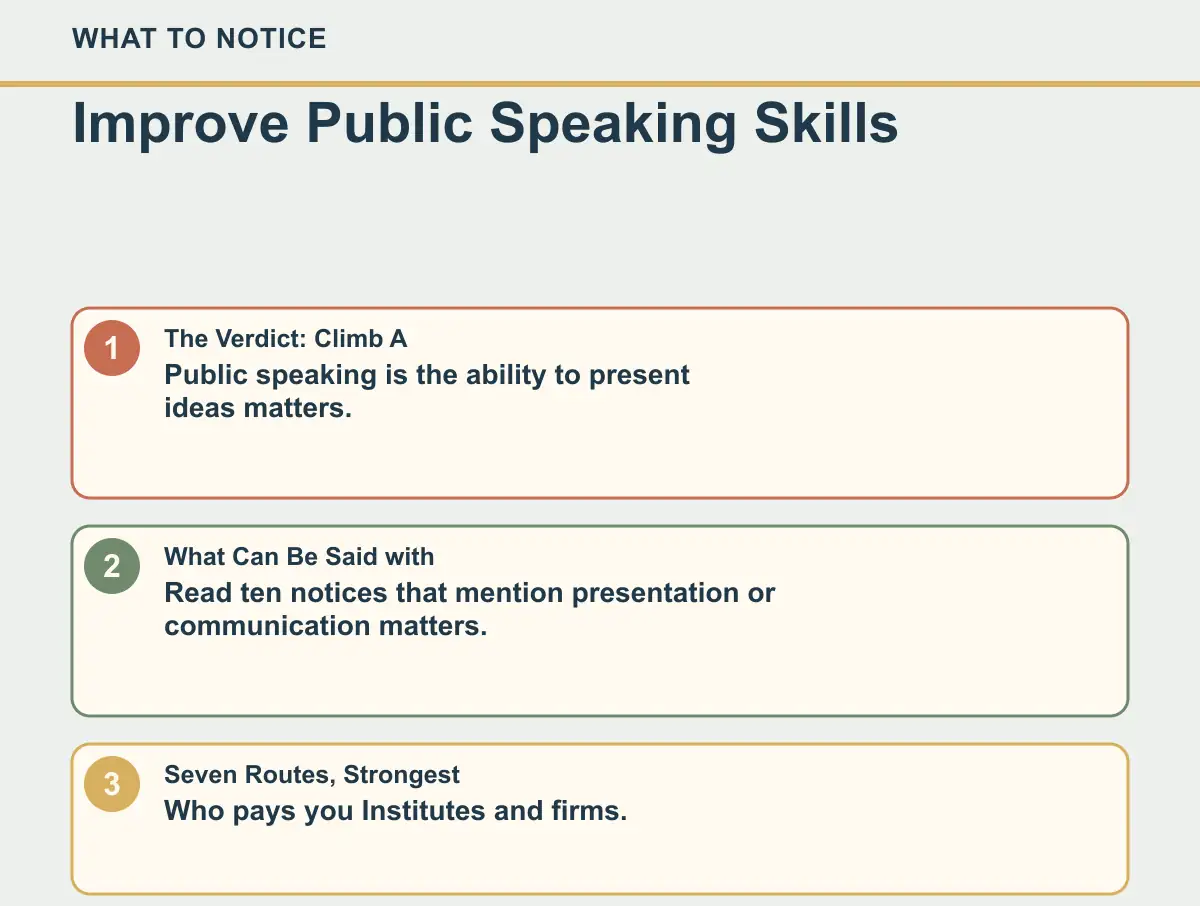 WHAT TO NOTICE
Improve Public Speaking Skills
1
The Verdict: Climb A
Public speaking is the ability to present
ideas matters.
2
What Can Be Said with
Read ten notices that mention presentation or
communication matters.
3
Seven Routes, Strongest
Who pays you Institutes and firms.